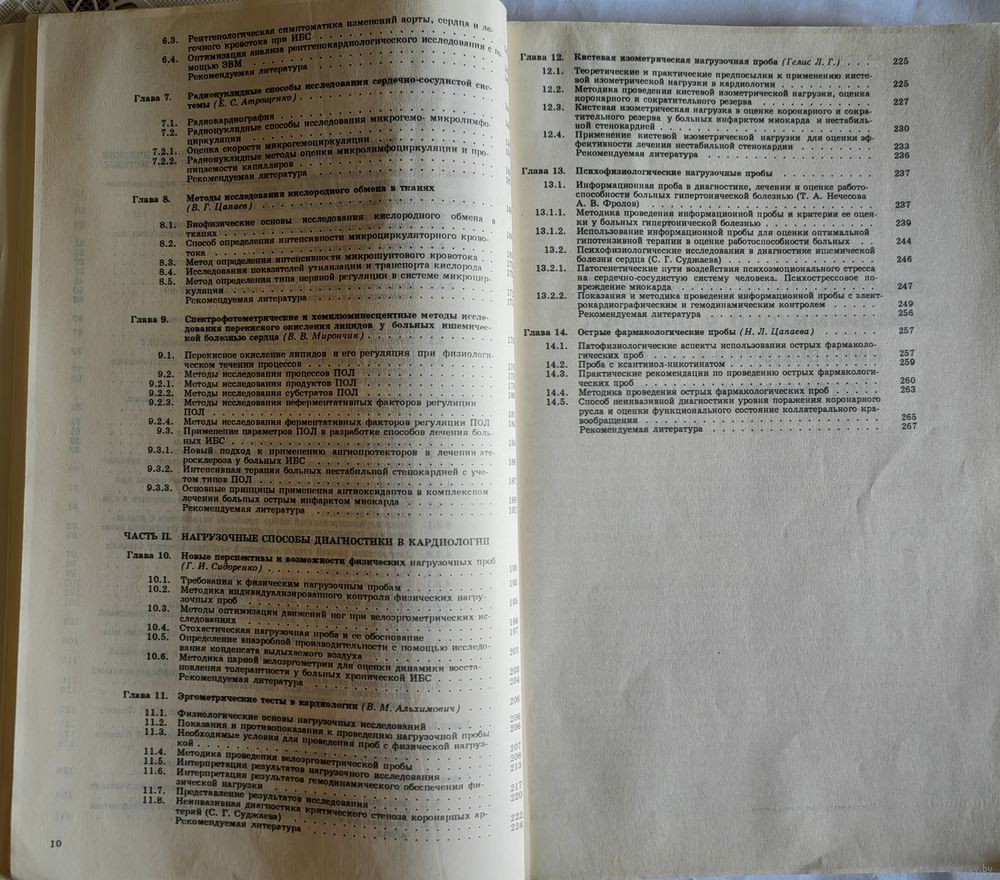 6.3. Рентгенологическая симптоматика изменений аорты, сердца и ле-
гочного кровотока при ИБС
6.4. Оптимизация анализа рентгенокардиологического исследования с по-
мощью ЭВМ
Рекомендуемая литература
Глава 7. Радионуклидные способы исследования сердечно-сосудистой сис-
темы (Е. С. Атрощенко)
7.1. Радиокардиография
7.2. Радионуклидные способы исследования микрогемо- микролимфо-
циркуляции
7.2.1. Оценка скорости микрогемоциркуляции
7.2.2. Радионуклидные методы оценки микролимфоциркуляции и про-
ницаемости капилляров
Рекомендуемая литература
Глава 8. Методы исследования кислородного обмена в тканях
(В. Г. Цапаев)
8.1. Биофизические основы исследования кислородного обмена в
тканях
8.2. Способ определения интенсивности микроциркуляторного крово-
тока
8.3. Метод определения интенсивности микрошунтового кровотока
8.4. Исследования показателей утилизации и транспорта кислорода
8.5. Метод определения типа нервной регуляции в системе микроцир-
куляции
Рекомендуемая литература
Глава 9. Спектрофотометрические и хемилюминесцентные методы иссле-
дования перекисного окисления липидов у больных ишемичес-
кой болезнью сердца (В. В. Мирончик)
9.1. Перекисное окисление липидов и его регуляция при физиологи-
ческом течении процессов
9.2. Методы исследования процессов ПОЛ
9.2.1. Методы исследования продуктов ПОЛ
9.2.2. Методы исследования субстратов ПОЛ
9.2.3. Методы исследования неферментативных факторов регуляции
ПОЛ
9.2.4. Методы исследования ферментативных факторов регуляции ПОЛ
9.3. Применение параметров ПОЛ в разработке способов лечения боль-
ных ИБС
9.3.1. Новый подход к применению ангиопротекторов в лечении ате-
росклероза у больных ИБС
9.3.2. Интенсивная терапия больных нестабильной стенокардией с уче-
том типов ПОЛ
9.3.3. Основные принципы применения антиоксидантов в комплексном
лечении больных острым инфарктом миокарда
Рекомендуемая литература
ЧАСТЬ II. НАГРУЗОЧНЫЕ СПОСОБЫ ДИАГНОСТИКИ В КАРДИОЛОГИИ
Глава 10. Новые перспективы и возможности физических нагрузочных проб
(Г. И. Сидоренко)
10.1. Требования к физическим нагрузочным пробам
10.2. Методика индивидуализированного контроля физических нагру-
зочных проб
10.3. Методы оптимизации движений ног при велоэргометрических ис-
следованиях
10.4. Стохастическая нагрузочная проба и ее обоснование 197
10.5. Определение анаэробной производительности с помощью исследо-
вания конденсата выдыхаемого воздуха 201
10.6. Методика парной велоэргометрии для оценки динамики восста-
новления толерантности у больных хронической ИБС 203
Рекомендуемая литература 204
Глава 11. Эргометрические тесты в кардиологии (В. М. Альхимович) 206
11.1. Физиологические основы нагрузочных исследований 206
11.2. Показания и противопоказания к проведению нагрузочной пробы 206
11.3. Необходимые условия для проведения проб с физической нагруз-
кой 207
11.4. Методика проведения велоэргометрической пробы 208
11.5. Интерпретация результатов нагрузочного исследования 213
11.6. Интерпретация результатов гемодинамического обеспечения фи-
зической нагрузки 217
11.7. Представление результатов исследования 220
11.8. Неинвазивная диагностика критического стеноза коронарных ар-
терий (С. Г. Суджаева) 222
Рекомендуемая литература 224
10
Глава 12. Кистевая изометрическая нагрузочная проба (Гелис Л. Г.) . . . 225
12.1. Теоретические и практические предпосылки к применению кисте-
вой изометрической нагрузки в кардиологии 225
12.2. Методика проведения кистевой изометрической нагрузки, оценка
коронарного и сократительного резерва 227
12.3. Кистевая изометрическая нагрузка в оценке коронарного и сокра-
тительного резерва у больных инфарктом миокарда и нестабиль-
ной стенокардией 230
12.4. Применение кистевой изометрической нагрузки для оценки эф-
фективности лечения нестабильной стенокардии 233
Рекомендуемая литература 236
Глава 13. Психофизиологические нагрузочные пробы 237
13.1. Информационная проба в диагностике, лечении и оценке работо-
способности больных гипертонической болезнью (Т. А. Нечесова
А. В. Фролов) 237
13.1.1. Методика проведения информационной пробы и критерии ее оцен-
ки у больных гипертонической болезнью 239
13.1.2. Использование информационной пробы для оценки оптимальной
гипотензивной терапии в оценке работоспособности больных 244
13.2. Психофизиологические исследования в диагностике ишемической
болезни сердца (С. Г. Суджаева) 246
13.2.1. Патогенетические пути воздействия психоэмоционального стресса
на сердечно-сосудистую систему человека. Психострессовое по-
вреждение миокарда 247
13.2.2. Показания и методика проведения информационной пробы с элект-
рокардиографическим и гемодинамическим контролем 249
Рекомендуемая литература 256
Глава 14. Острые фармакологические пробы (Н. Л. Цапаева) 257
14.1. Патофизиологические аспекты использования острых фармаколо-
гических проб 257
14.2. Проба с ксантинол-никотинатом 259
14.3. Практические рекомендации по проведению острых фармакологи-
ческих проб 260
14.4. Методика проведения острых фармакологических проб 263
14.5. Способ неинвазивной диагностики уровня поражения коронарного
русла и оценки функционального состояние коллатерального кра-
вообращения 265
Рекомендуемая литература 267